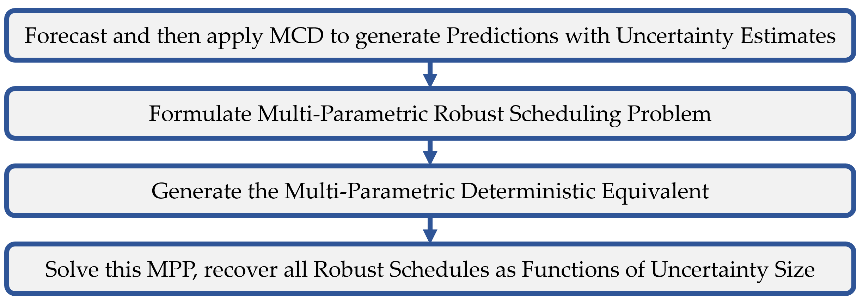 Forecast and then apply MCD to generate Predictions with Uncertainty Estimates
Formulate Multi-Parametric Robust Scheduling Problem
Generate the Multi-Parametric Deterministic Equivalent
Solve this MPP, recover all Robust Schedules as Functions of Uncertainty Size